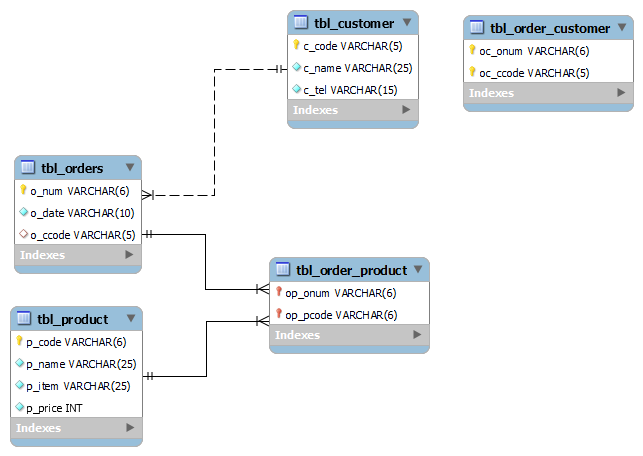 tbl_customer
c_code VARCHAR(5)
c_name VARCHAR(25)
c_tel VARCHAR(15)
Indexes
tbl_order_customer
oc_onum VARCHAR(6)
oc_ccode VARCHAR(5)
Indexes
tbl_orders
o_num VARCHAR(6)
o_date VARCHAR(10)
o_ccode VARCHAR(5)
Indexes
tbl_order_product
op_onum VARCHAR(6)
op_pcode VARCHAR(6)
Indexes
tbl_product
p_code VARCHAR(6)
p_name VARCHAR(25)
p_item VARCHAR(25)
p_price INT
Indexes